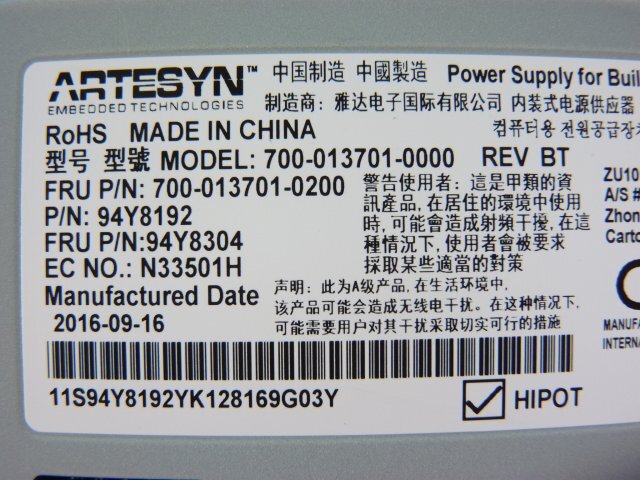 ARTESYN™ 中国制造 中國製造 Power Supply for Buil
EMBEDDED TECHNOLOGIES 制造商：雅达电子国际有限公司 内装式电源供应器
RoHS MADE IN CHINA 컴퓨터용 전원공급장치
型号 型號 MODEL: 700-013701-0000 REV BT
FRU P/N: 700-013701-0200
P/N: 94Y8192
FRU P/N:94Y8304
EC NO.: N33501H
Manufactured Date
2016-09-16
警告使用者：這是甲類的資
訊產品，在居住的環境中使用
時，可能會造成射頻干擾，在這
種情況下，使用者會被要求
採取某些適當的對策
声明：此为A级产品，在生活环境中，
该产品可能会造成无线电干扰。在这种情况下，
可能需要用户对其干扰采取切实可行的措施
ZU10
A/S #
Zhon
Carto
MANUFA
INTERN
11S94Y8192YK128169G03Y
HIPOT